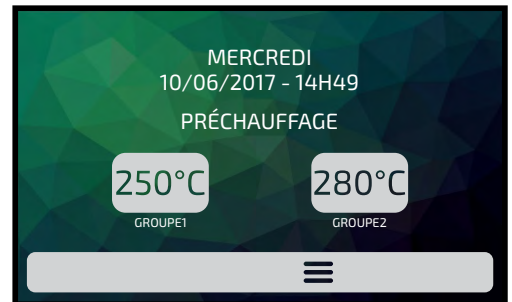 MERCREDI
10/06/2017 - 14H49
PRÉCHAUFFAGE
250°C 280°C
GROUPE1 GROUPE2